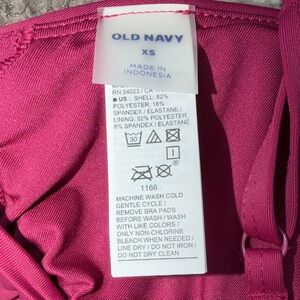 OLD NAVY
XS
MADE IN
INDONESIA
RN 54023 / CA
■ US : SHELL: 82%
POLYESTER, 18%
SPANDEX / ELASTANE /
LINING: 92% POLYESTER,
8% SPANDEX / ELASTANE
30
1166
MACHINE WASH COLD
GENTLE CYCLE /
REMOVE BRA PADS
BEFORE WASH / WASH
WITH LIKE COLORS /
ONLY NON-CHLORINE
BLEACH WHEN NEEDED /
LINE DRY / DO NOT IRON /
DO NOT DRY CLEAN